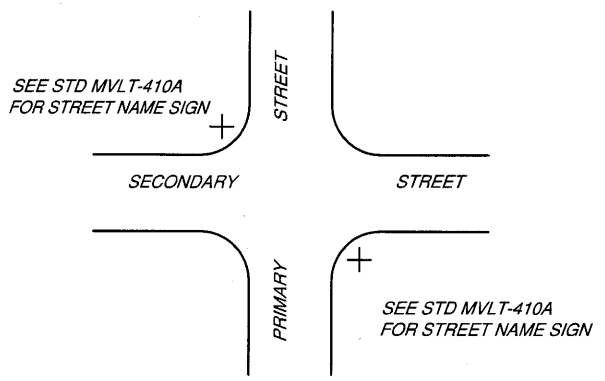 SEE STD MVLT-410A
FOR STREET NAME SIGN
STREET
SECONDARY
STREET
PRIMARY
SEE STD MVLT-410A
FOR STREET NAME SIGN